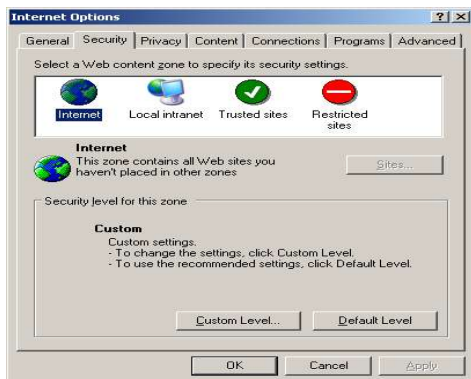 Internet Options
? X
General Security Privacy Content Connections Programs Advanced
Select a Web content zone to specify its security settings.
Internet Local intranet Trusted sites Restricted sites
Internet
This zone contains all Web sites you
haven't placed in other zones
Sites...
Security level for this zone
Custom
Custom settings.
- To change the settings, click Custom Level.
- To use the recommended settings, click Default Level.
Custom Level... Default Level
OK Cancel Apply